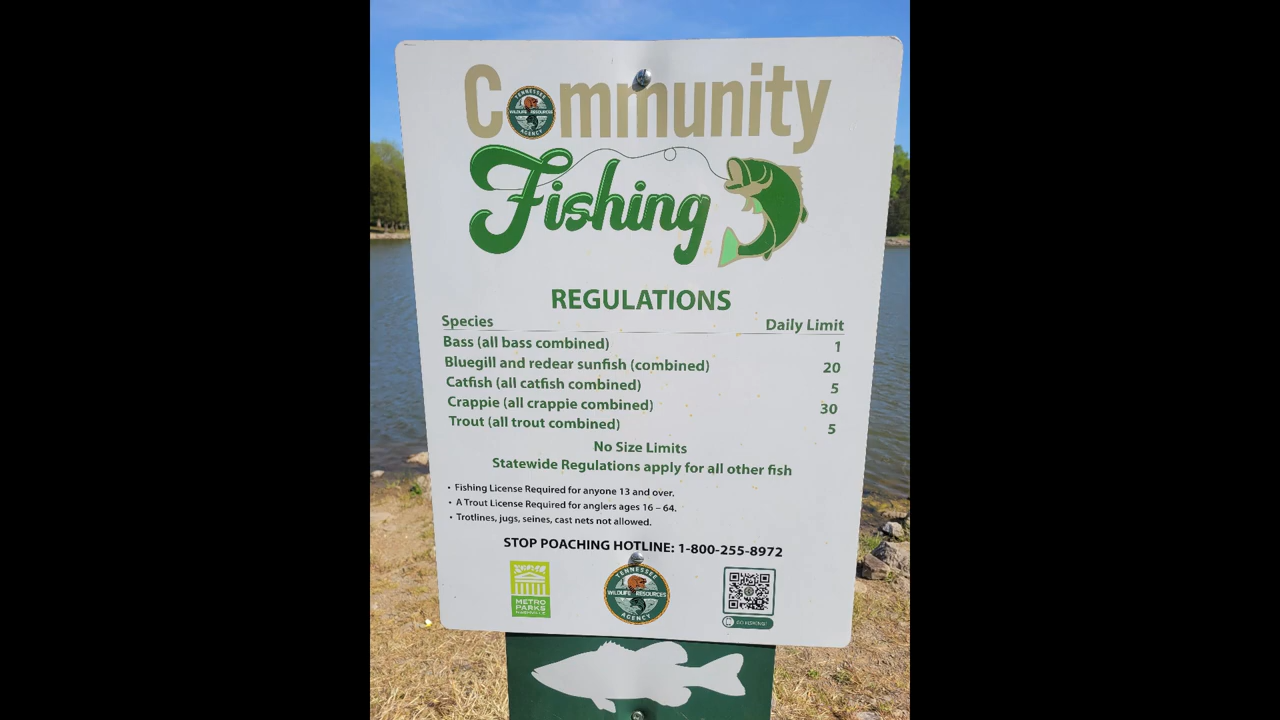 Community
TENNESSEE
WILDLIFE RESOURCES
AGENCY
Fishing
REGULATIONS
Species Daily Limit
Bass (all bass combined) 1
Bluegill and redear sunfish (combined) 20
Catfish (all catfish combined) 5
Crappie (all crappie combined) 30
Trout (all trout combined) 5
No Size Limits
Statewide Regulations apply for all other fish
• Fishing License Required for anyone 13 and over.
• A Trout License Required for anglers ages 16 – 64.
• Trotlines, jugs, seines, cast nets not allowed.
STOP POACHING HOTLINE: 1-800-255-8972
METRO
PARKS
TENNESSEE
WILDLIFE RESOURCES
AGENCY